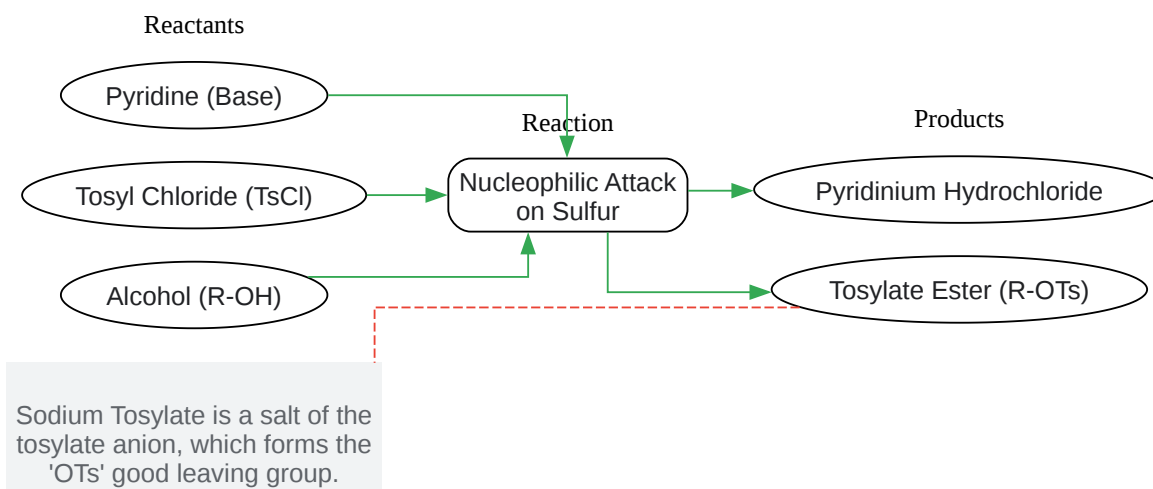 Reactants
Pyridine (Base)
Tosyl Chloride (TsCl)
Alcohol (R-OH)
Reaction
Nucleophilic Attack
on Sulfur
Products
Pyridinium Hydrochloride
Tosylate Ester (R-OTs)
Sodium Tosylate is a salt of the
tosylate anion, which forms the
'OTs' good leaving group.